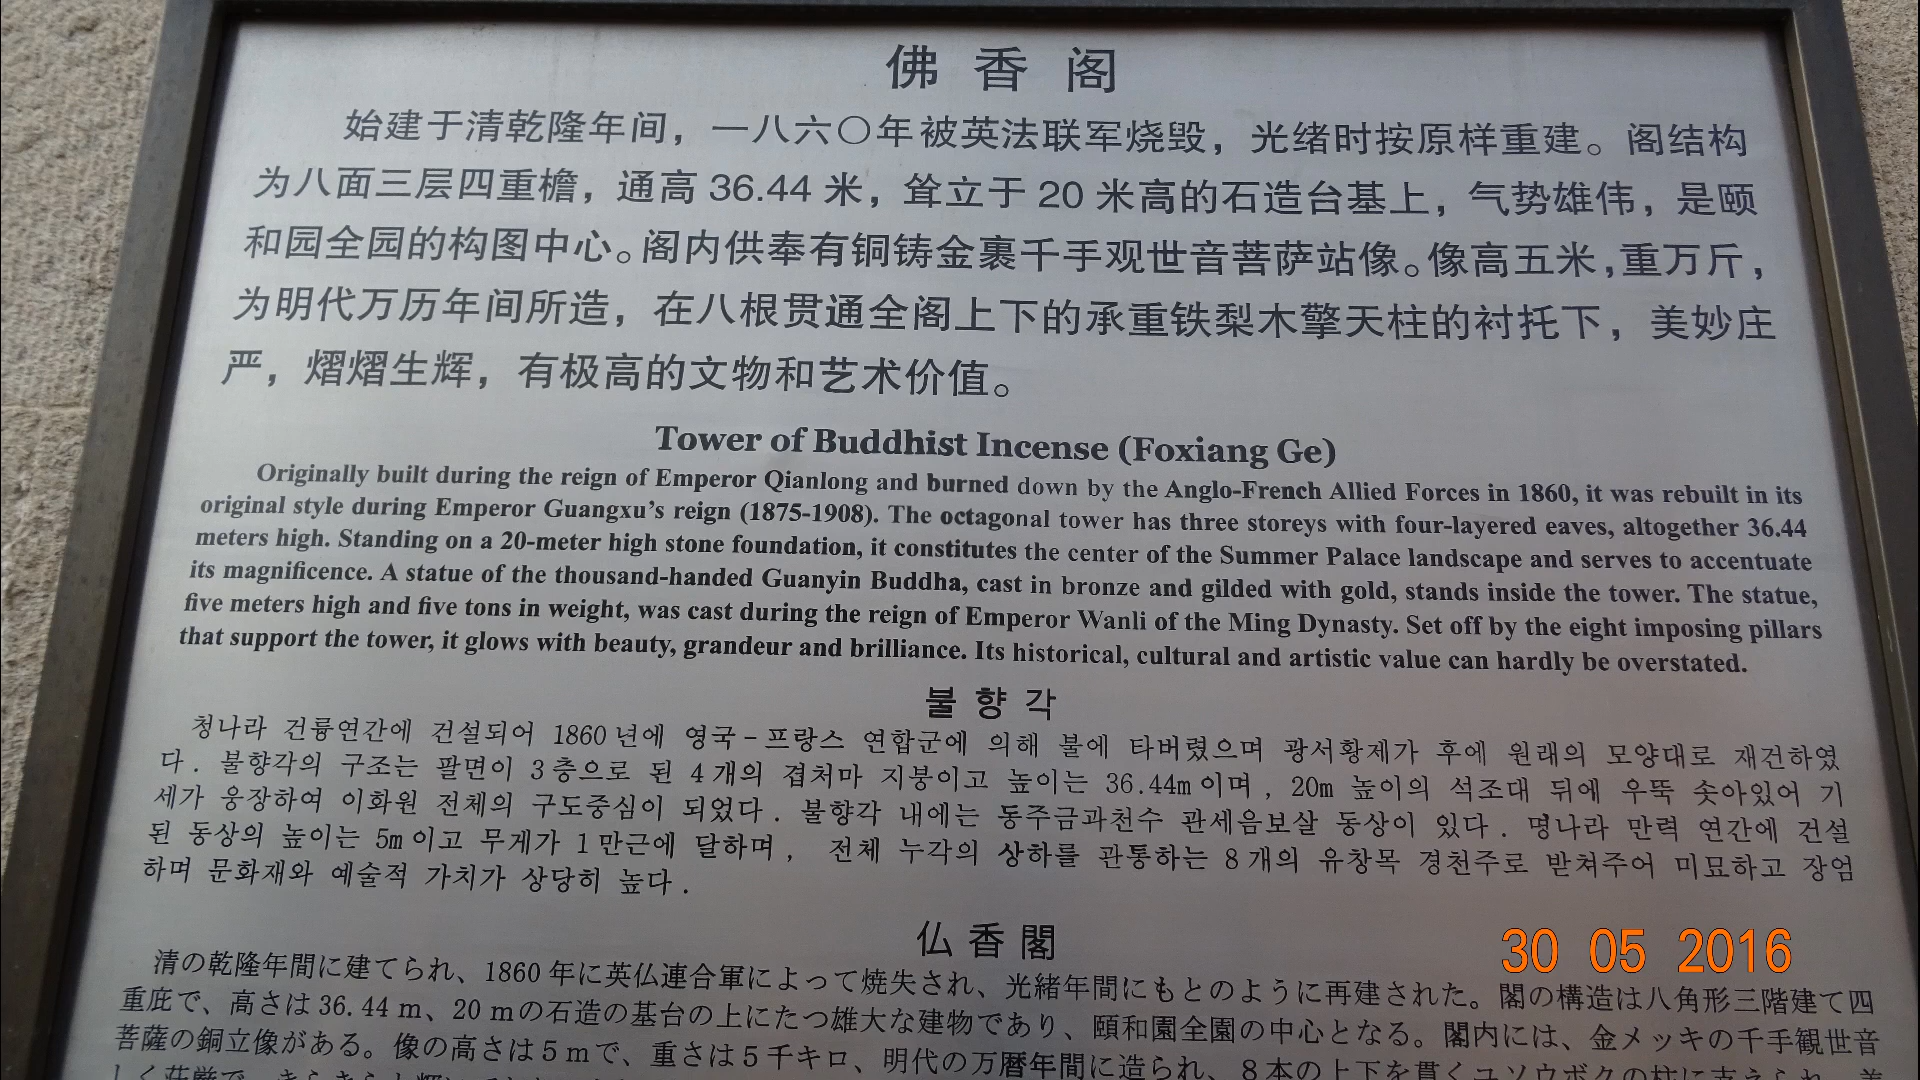 佛香阁
始建于清乾隆年间，一八六〇年被英法联军烧毁，光绪时按原样重建。阁结构
为八面三层四重檐，通高 36.44 米，耸立于 20 米高的石造台基上，气势雄伟，是颐
和园全园的构图中心。阁内供奉有铜铸金裹千手观世音菩萨站像。像高五米，重万斤，
为明代万历年间所造，在八根贯通全阁上下的承重铁梨木擎天柱的衬托下，美妙庄
严，熠熠生辉，有极高的文物和艺术价值。
Tower of Buddhist Incense (Foxiang Ge)
Originally built during the reign of Emperor Qianlong and burned down by the Anglo-French Allied Forces in 1860, it was rebuilt in its
original style during Emperor Guangxu's reign (1875-1908). The octagonal tower has three storeys with four-layered eaves, altogether 36.44
meters high. Standing on a 20-meter high stone foundation, it constitutes the center of the Summer Palace landscape and serves to accentuate
its magnificence. A statue of the thousand-handed Guanyin Buddha, cast in bronze and gilded with gold, stands inside the tower. The statue,
five meters high and five tons in weight, was cast during the reign of Emperor Wanli of the Ming Dynasty. Set off by the eight imposing pillars
that support the tower, it glows with beauty, grandeur and brilliance. Its historical, cultural and artistic value can hardly be overstated.
불향각
청나라 건륭연간에 건설되어 1860년에 영국-프랑스 연합군에 의해 불에 타버렸으며 광서황제가 후에 원래의 모양대로 재건하였
다. 불향각의 구조는 팔면이 3층으로 된 4개의 겹처마 지붕이고 높이는 36.44m이며, 20m 높이의 석조대 뒤에 우뚝 솟아있어 기
세가 웅장하여 이화원 전체의 구도중심이 되었다. 불향각 내에는 동주금과천수 관세음보살 동상이 있다. 명나라 만력 연간에 건설
된 동상의 높이는 5m이고 무게가 1만근에 달하며, 전체 누각의 상하를 관통하는 8개의 유창목 경천주로 받쳐주어 미묘하고 장엄
하며 문화재와 예술적 가치가 상당히 높다.
仏香閣
清の乾隆年間に建てられ、1860年に英仏連合軍によって焼失され、光緒年間にもとのように再建された。閣の構造は八角形三階建て四
重庇で、高さは 36.44 m、20 mの石造の基台の上にたつ雄大な建物であり、頤和園全園の中心となる。閣内には、金メッキの千手観世音
菩薩の銅立像がある。像の高さは5mで、重さは5千キロ、明代の万暦年間に造られ、8本の上下を貫くユソウボクの柱に支えられ、美
30 05 2016